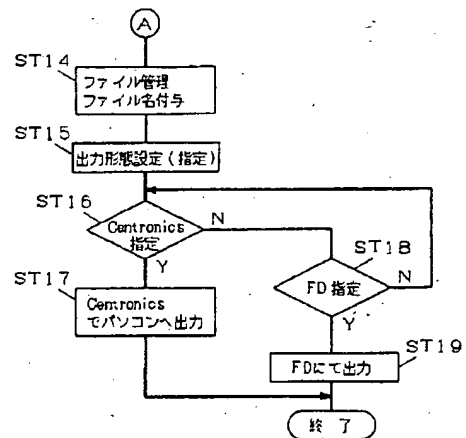 A
ST14
ファイル管理
ファイル名付与
ST15
出力形態設定(指定)
ST16
Centronics
指定
N
Y
ST17
Centronics
でパソコンへ出力
ST18
FD指定
N
Y
ST19
FDにて出力
終了